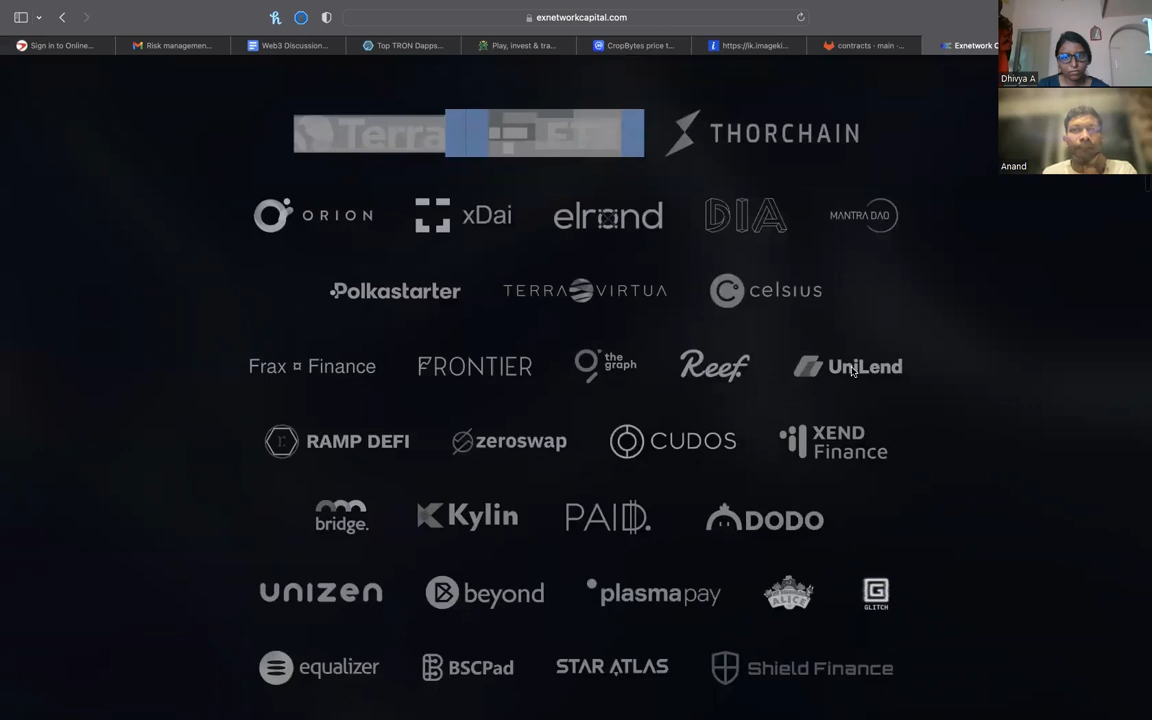 exnetworkcapital.com
Sign in to Online...
Risk managemen...
Web3 Discussion...
Top TRON Dapps...
Play, invest & tra...
CropBytes price t...
https://ik.imageki...
contracts · main ·...
Exnetwork C
Dhivya A
Anand
Terra
THORCHAIN
ORION
xDai
elrond
DIA
MANTRA DAO
Polkastarter
TERRA VIRTUA
celsius
Frax ¤ Finance
FRONTIER
the
graph
Reef.
UniLend
RAMP DEFI
zeroswap
CUDOS
XEND
Finance
bridge.
Kylin
PAID.
DODO
UNIZEN
beyond
plasmapay
ALICE
GLITCH
equalizer
BSCPad
STAR ATLAS
Shield Finance